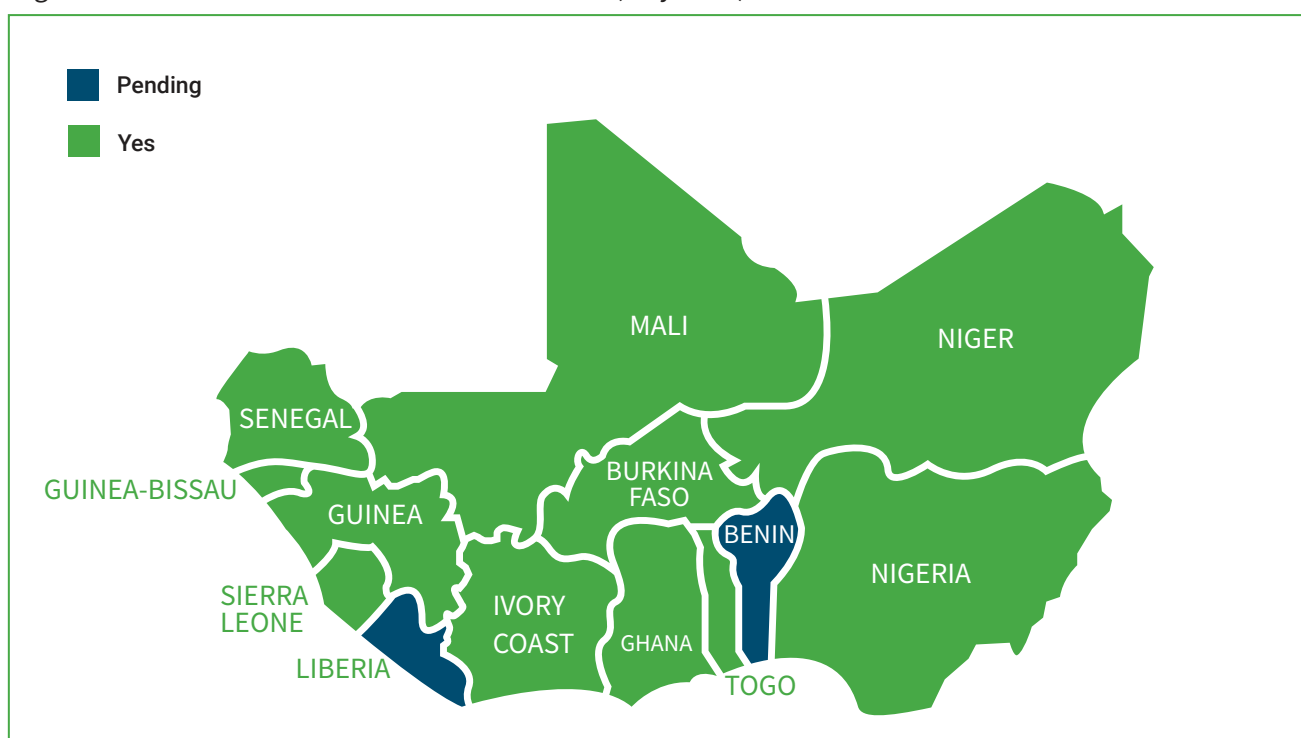 Pending
Yes
MALI
NIGER
SENEGAL
BURKINA
FASO
GUINEA-BISSAU
GUINEA
BENIN
NIGERIA
SIERRA
LEONE
IVORY
COAST
GHANA
LIBERIA
TOGO